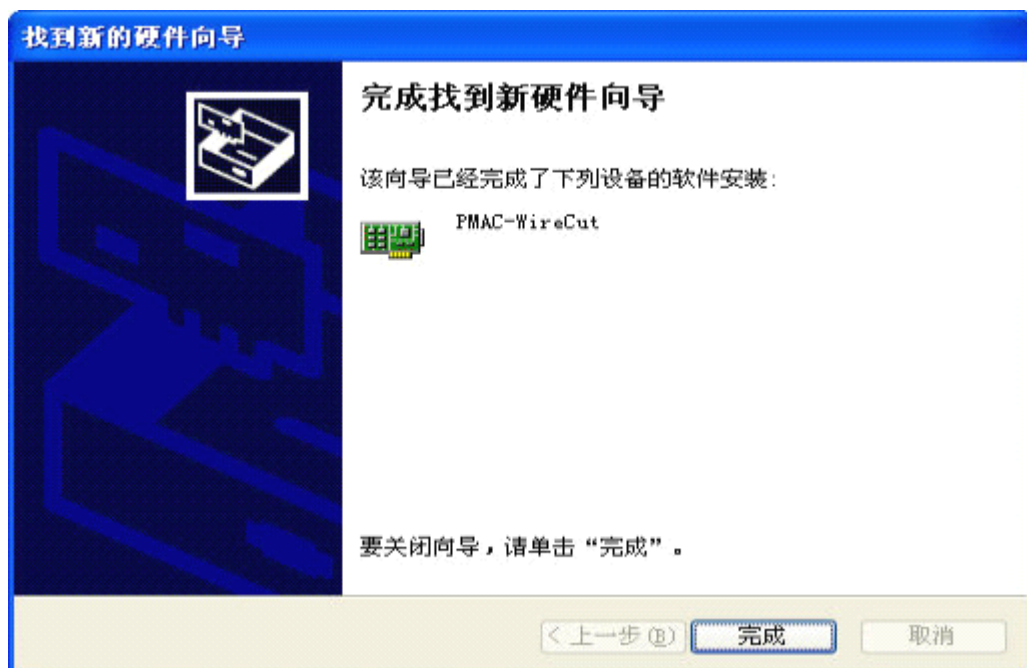 找到新的硬件向导
完成找到新硬件向导
该向导已经完成了下列设备的软件安装:
PMAC-WireCut
要关闭向导，请单击“完成”。
< 上一步(B)
完成
取消